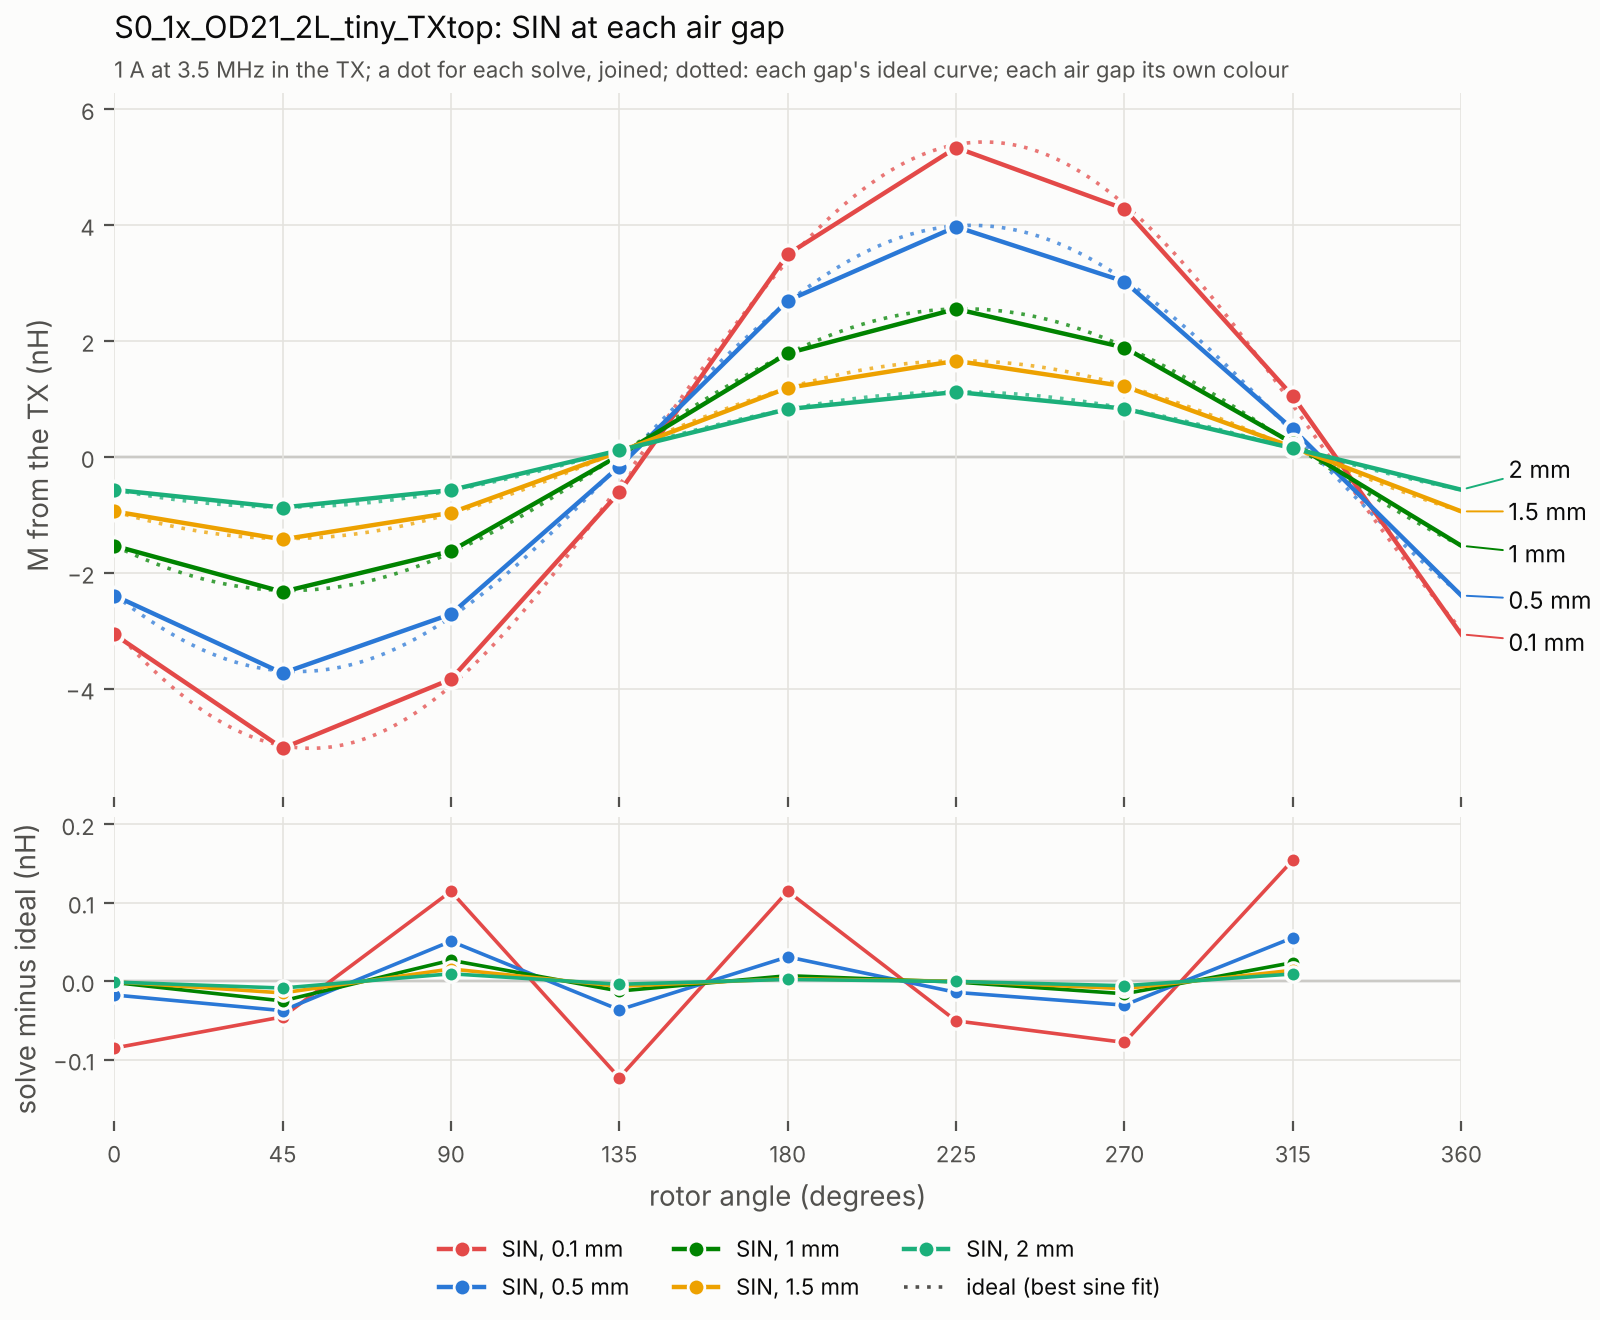 S0_1x_OD21_2L_tiny_TXtop: SIN at each air gap
1 A at 3.5 MHz in the TX; a dot for each solve, joined; dotted: each gap's ideal curve; each air gap its own colour
M from the TX (nH)
6
4
2
0
−2
−4
2 mm
1.5 mm
1 mm
0.5 mm
0.1 mm
solve minus ideal (nH)
0.2
0.1
0.0
−0.1
0 45 90 135 180 225 270 315 360
rotor angle (degrees)
SIN, 0.1 mm SIN, 1 mm SIN, 2 mm
SIN, 0.5 mm SIN, 1.5 mm ideal (best sine fit)